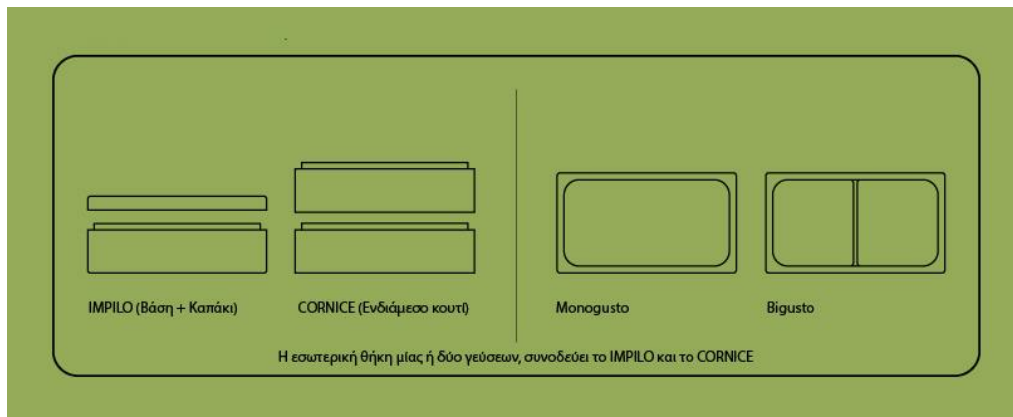 IMPILO (Βάση + Καπάκι)
CORNICE (Ενδιάμεσο κουτί)
Monogusto
Bigusto
Η εσωτερική θήκη μίας ή δύο γεύσεων, συνοδεύει το IMPILO και το CORNICE